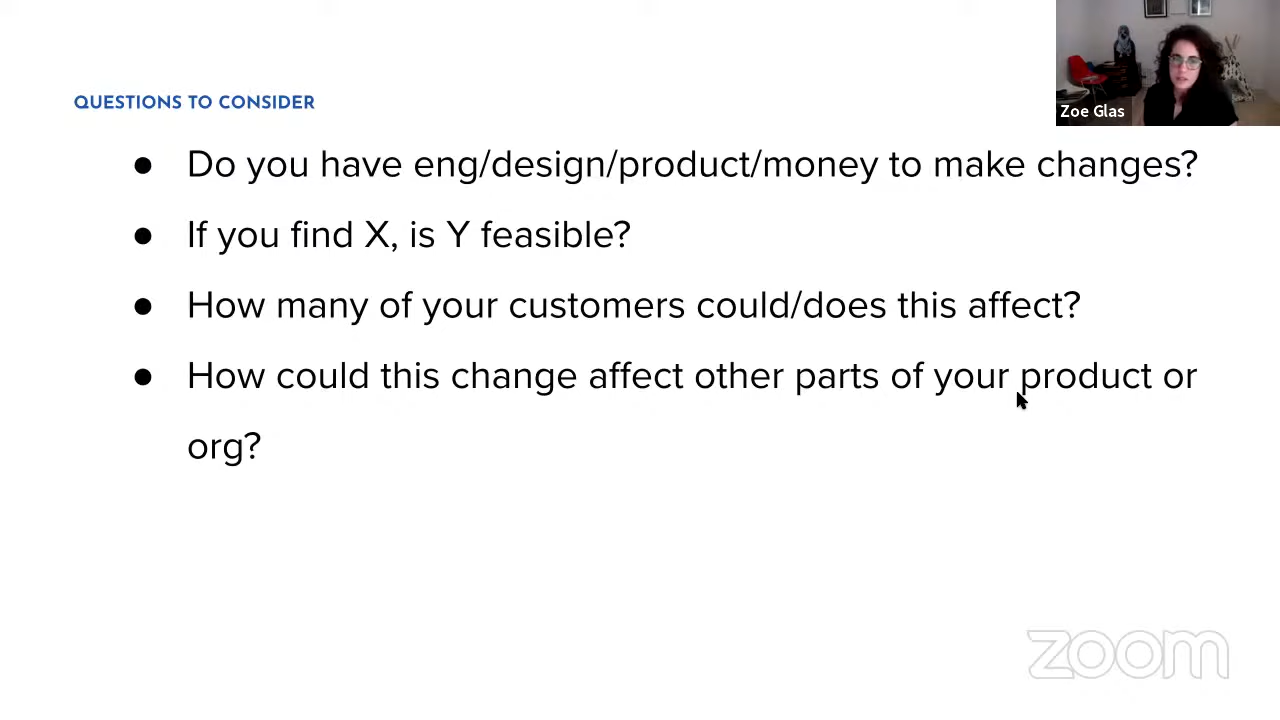 QUESTIONS TO CONSIDER
Zoe Glas
● Do you have eng/design/product/money to make changes?
● If you find X, is Y feasible?
● How many of your customers could/does this affect?
● How could this change affect other parts of your product or
org?
zoom